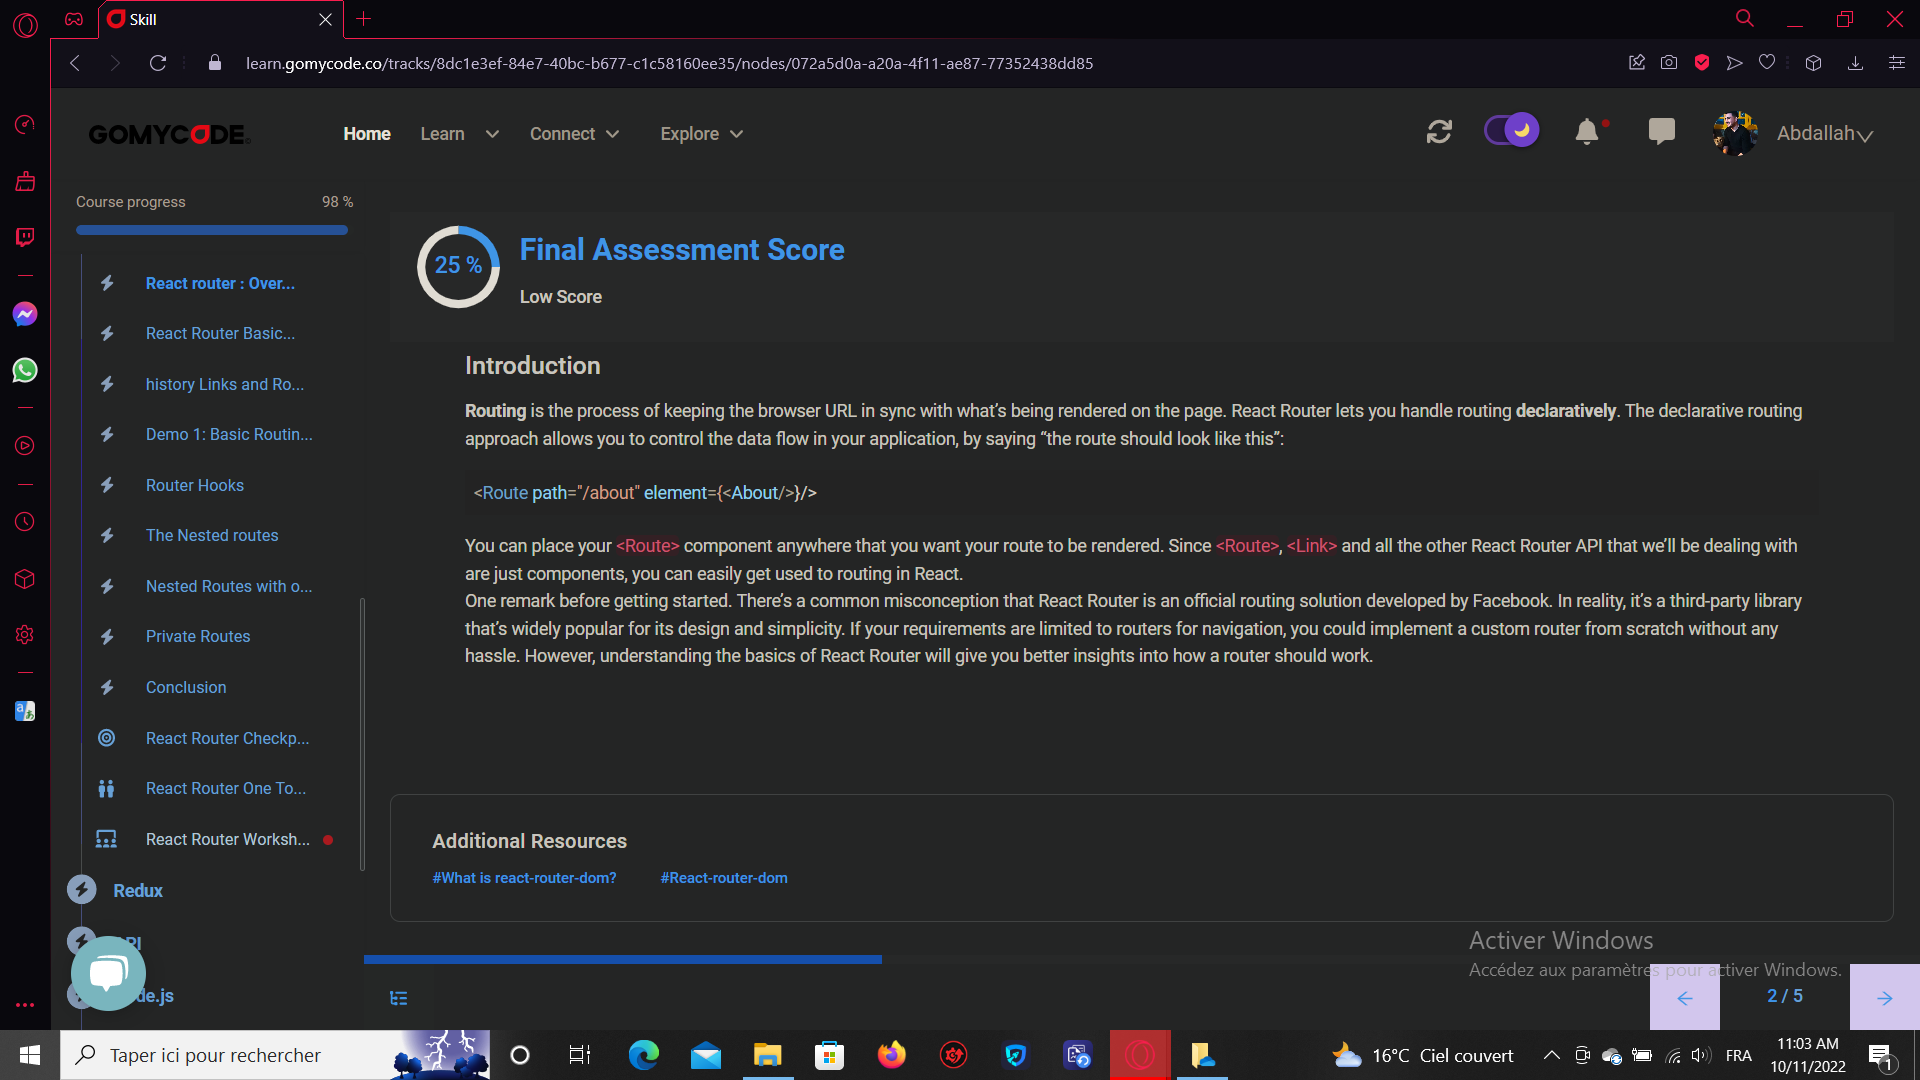 Skill
learn.gomycode.co/tracks/8dc1e3ef-84e7-40bc-b677-c1c58160ee35/nodes/072a5d0a-a20a-4f11-ae87-77352438dd85
GOMYCODE
Home
Learn
Connect
Explore
Abdallah
Course progress
98 %
React router : Over...
React Router Basic...
history Links and Ro...
Demo 1: Basic Routin...
Router Hooks
The Nested routes
Nested Routes with o...
Private Routes
Conclusion
React Router Checkp...
React Router One To...
React Router Worksh...
Redux
PI
de.js
25 %
Final Assessment Score
Low Score
Introduction
Routing is the process of keeping the browser URL in sync with what’s being rendered on the page. React Router lets you handle routing declaratively. The declarative routing
approach allows you to control the data flow in your application, by saying “the route should look like this”:
<Route path="/about" element={<About/>}/>
You can place your <Route> component anywhere that you want your route to be rendered. Since <Route>, <Link> and all the other React Router API that we’ll be dealing with
are just components, you can easily get used to routing in React.
One remark before getting started. There’s a common misconception that React Router is an official routing solution developed by Facebook. In reality, it’s a third-party library
that’s widely popular for its design and simplicity. If your requirements are limited to routers for navigation, you could implement a custom router from scratch without any
hassle. However, understanding the basics of React Router will give you better insights into how a router should work.
Additional Resources
#What is react-router-dom?
#React-router-dom
Activer Windows
Accédez aux paramètres pour activer Windows.
2 / 5
Taper ici pour rechercher
16°C Ciel couvert
FRA
11:03 AM
10/11/2022
1